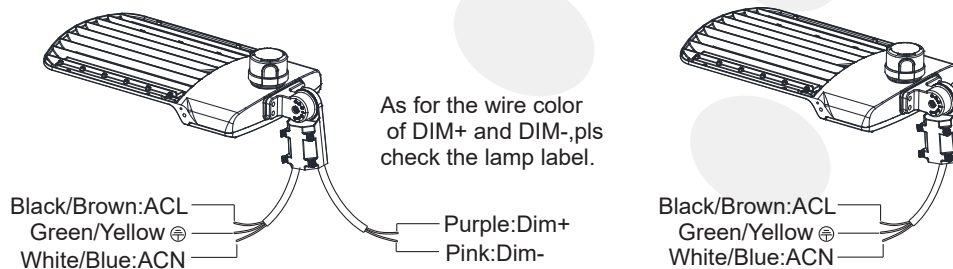 As for the wire color
of DIM+ and DIM-,pls
check the lamp label.
Black/Brown:ACL
Green/Yellow ⏚
White/Blue:ACN
Purple:Dim+
Pink:Dim-
Black/Brown:ACL
Green/Yellow ⏚
White/Blue:ACN